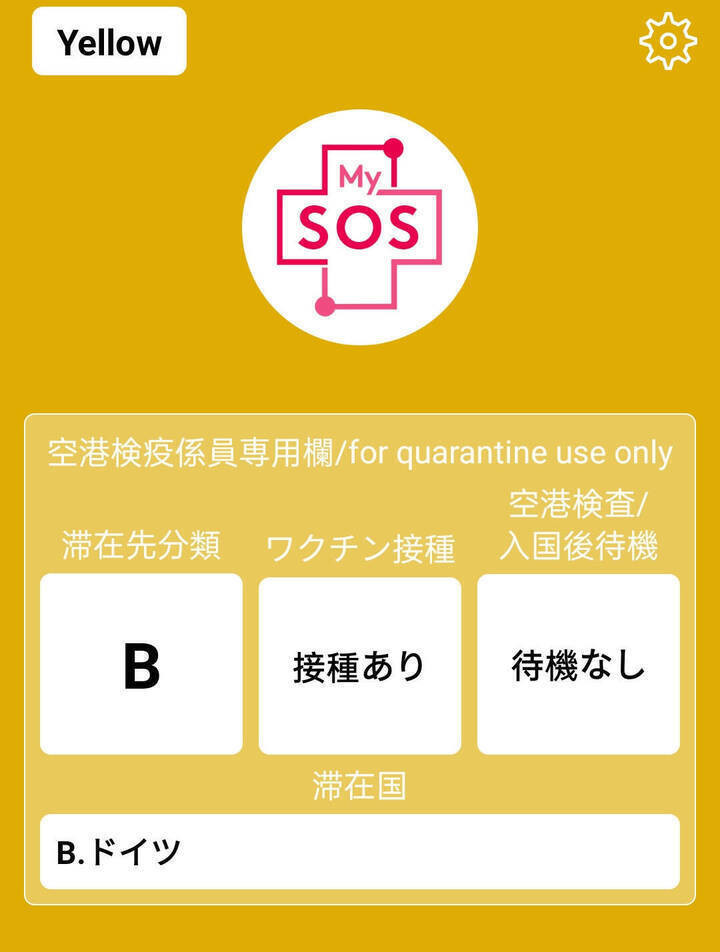 Yellow
My
SOS
空港検疫係員専用欄/for quarantine use only
滞在先分類
ワクチン接種
空港検査/
入国後待機
B
接種あり
待機なし
滞在国
B.ドイツ